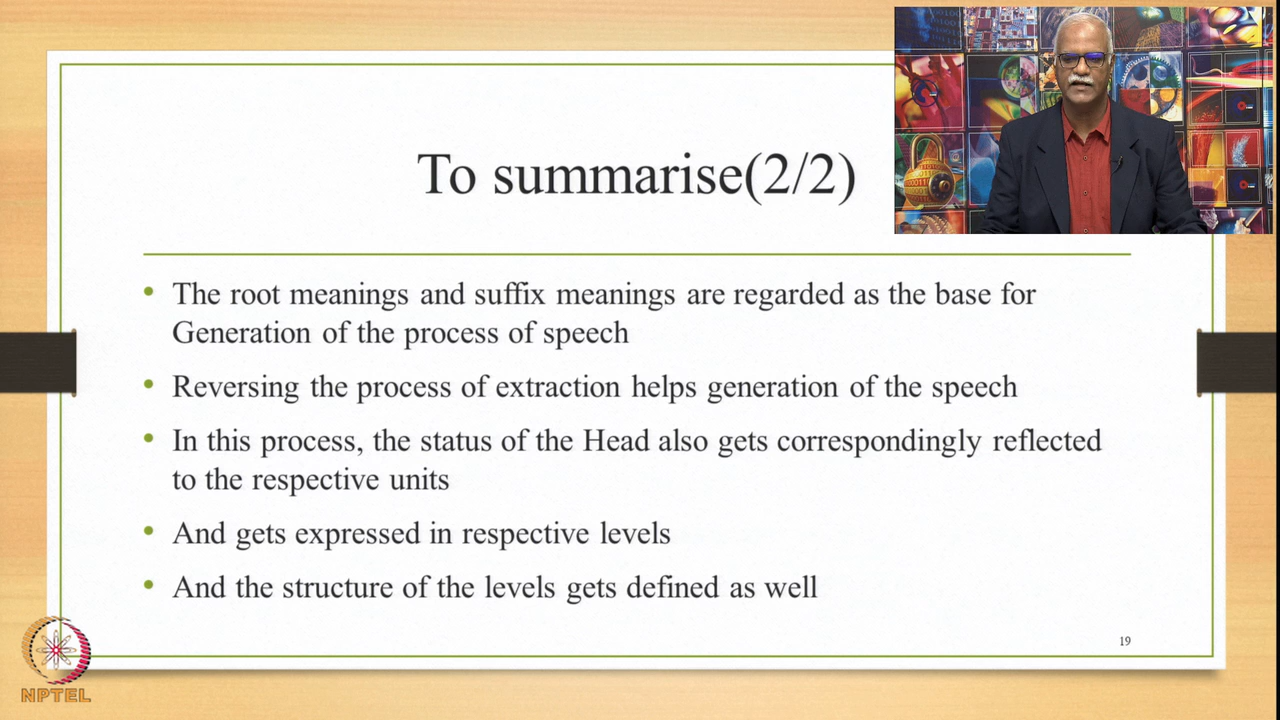 To summarise(2/2)
• The root meanings and suffix meanings are regarded as the base for
Generation of the process of speech
• Reversing the process of extraction helps generation of the speech
• In this process, the status of the Head also gets correspondingly reflected
to the respective units
• And gets expressed in respective levels
• And the structure of the levels gets defined as well
19
NPTEL